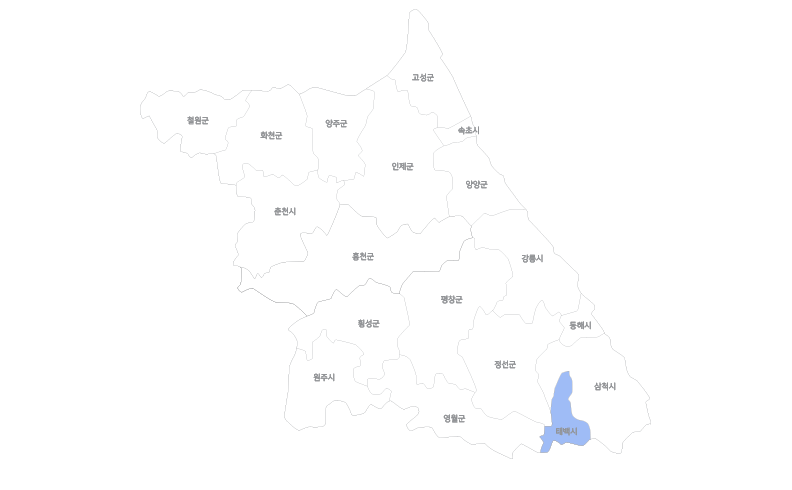 고성군
철원군
양주군
속초시
화천군
인제군
양양군
춘천시
홍천군
강릉시
평창군
횡성군
동해시
정선군
원주시
삼척시
영월군
태백시